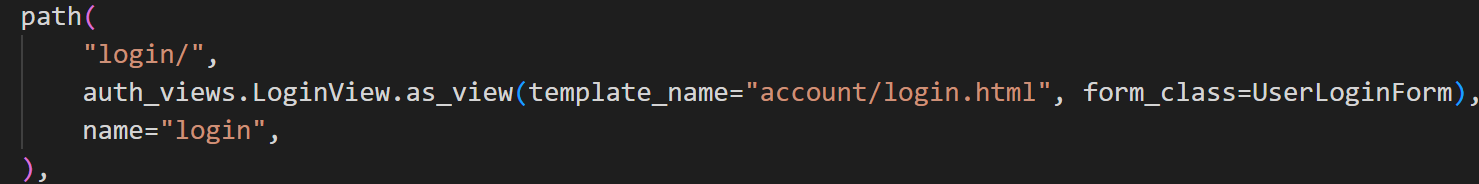 path(
    "login/",
    auth_views.LoginView.as_view(template_name="account/login.html", form_class=UserLoginForm),
    name="login",
),